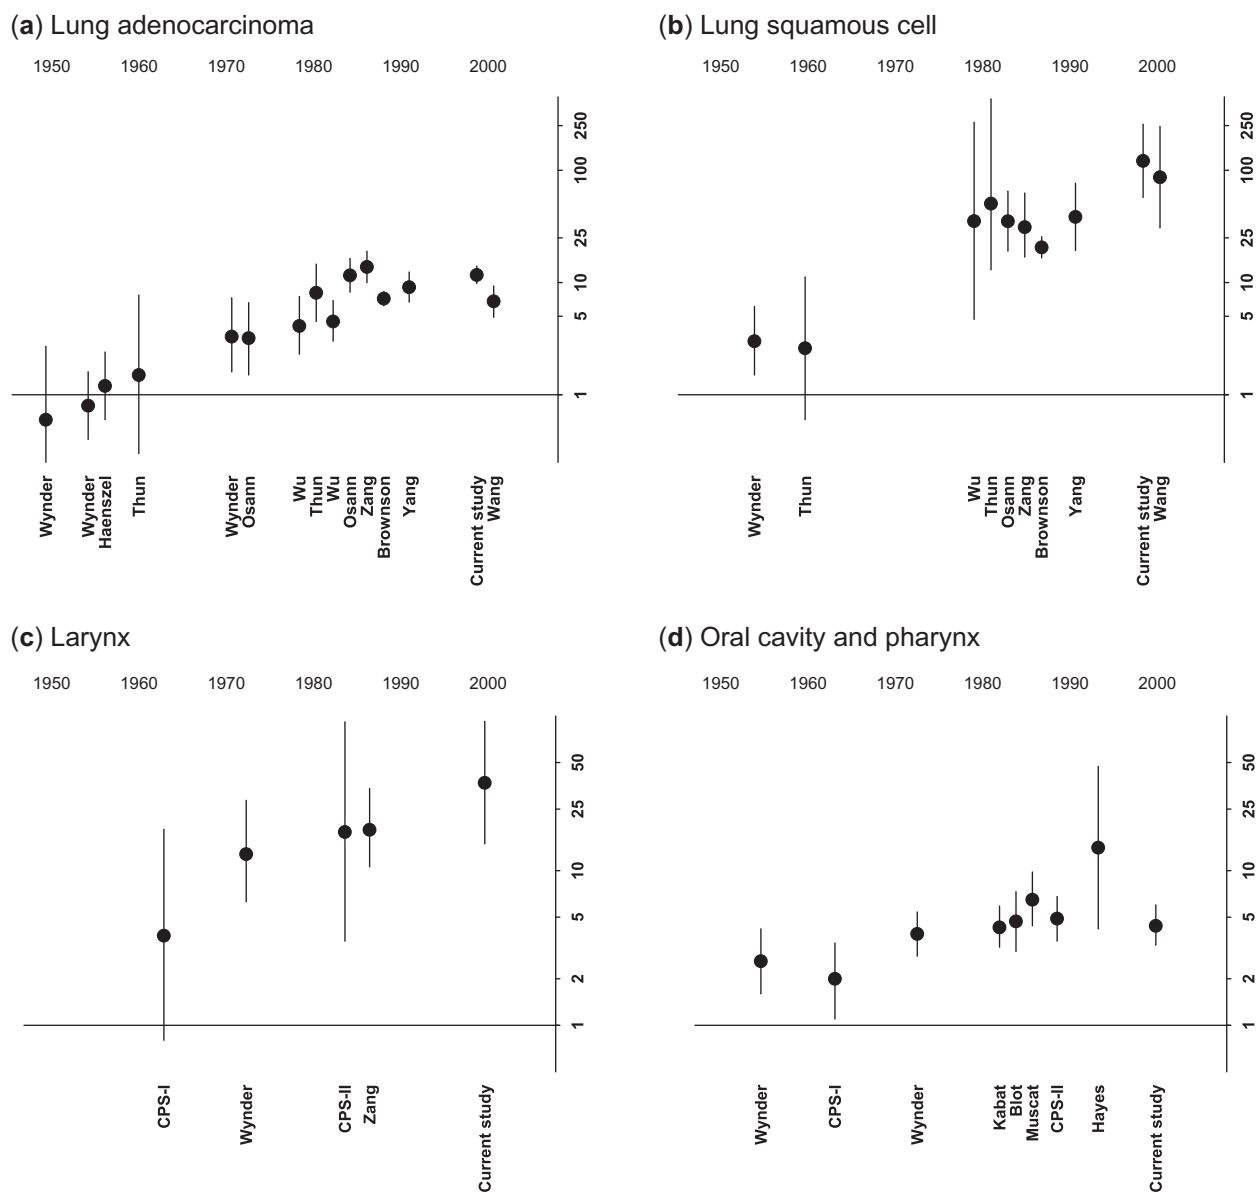 (a) Lung adenocarcinoma
1950 1960 1970 1980 1990 2000
250
100
25
10
5
1
Wynder
Wynder
Haenszel
Thun
Wynder
Osann
Wu
Thun
Wu
Osann
Zang
Brownson
Yang
Current study
Wang
(b) Lung squamous cell
1950 1960 1970 1980 1990 2000
250
100
25
10
5
1
Wynder
Thun
Wu
Thun
Osann
Zang
Brownson
Yang
Current study
Wang
(c) Larynx
1950 1960 1970 1980 1990 2000
50
25
10
5
2
1
CPS-I
Wynder
CPS-II
Zang
Current study
(d) Oral cavity and pharynx
1950 1960 1970 1980 1990 2000
50
25
10
5
2
1
Wynder
CPS-I
Wynder
Kabat
Blot
Muscat
CPS-II
Hayes
Current study